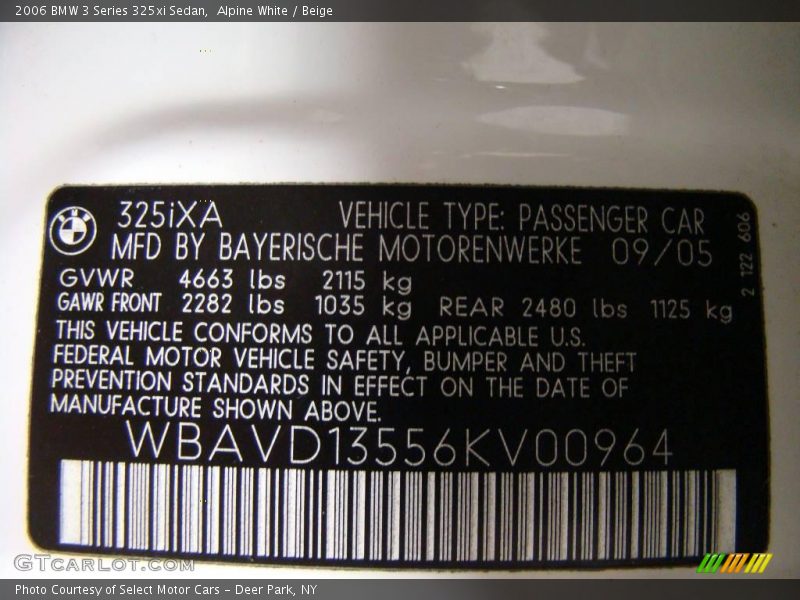 2006 BMW 3 Series 325xi Sedan,  Alpine White / Beige
325iXA VEHICLE TYPE: PASSENGER CAR
MFD BY BAYERISCHE MOTORENWERKE 09/05
GVWR 4663 lbs 2115 kg
GAWR FRONT 2282 lbs 1035 kg REAR 2480 lbs 1125 kg
THIS VEHICLE CONFORMS TO ALL APPLICABLE U.S.
FEDERAL MOTOR VEHICLE SAFETY, BUMPER AND THEFT
PREVENTION STANDARDS IN EFFECT ON THE DATE OF
MANUFACTURE SHOWN ABOVE.
WBAVD13556KV00964
2 122 606
BMW
GTCARLOT.COM
Photo Courtesy of Select Motor Cars - Deer Park, NY